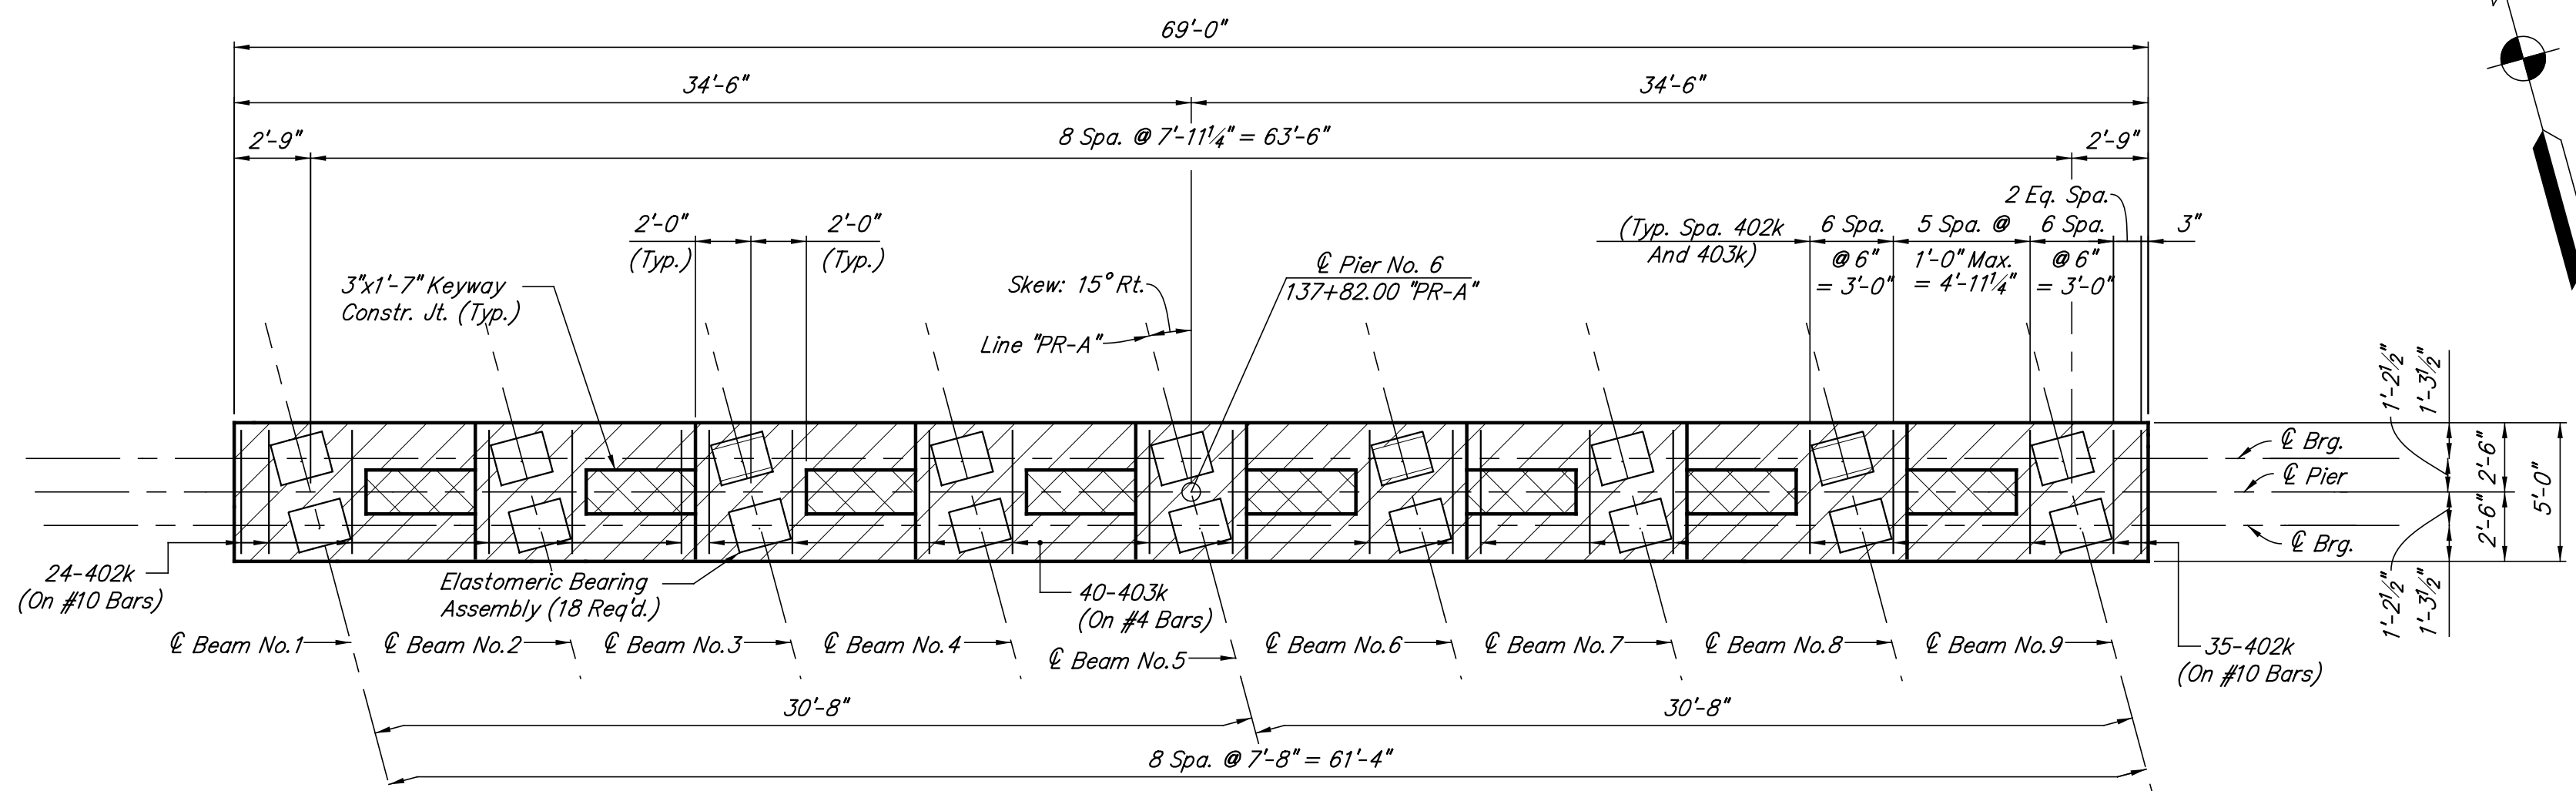 69'-0"
34'-6"
34'-6"
2'-9"
8 Spa. @ 7'-11¼" = 63'-6"
2'-9"
2 Eq. Spa.
2'-0"
(Typ.)
2'-0"
(Typ.)
(Typ. Spa. 402k
And 403k)
6 Spa.
@ 6"
= 3'-0"
5 Spa. @
1'-0" Max.
= 4'-11¼"
6 Spa.
@ 6"
= 3'-0"
3"
3"x1'-7" Keyway
Constr. Jt. (Typ.)
Skew: 15° Rt.
Line "PR-A"
℄ Pier No. 6
137+82.00 "PR-A"
1'-2½"
1'-3½"
2'-6"
5'-0"
2'-6"
1'-2½"
1'-3½"
℄ Brg.
℄ Pier
℄ Brg.
24-402k
(On #10 Bars)
Elastomeric Bearing
Assembly (18 Req'd.)
40-403k
(On #4 Bars)
35-402k
(On #10 Bars)
℄ Beam No.1
℄ Beam No.2
℄ Beam No.3
℄ Beam No.4
℄ Beam No.5
℄ Beam No.6
℄ Beam No.7
℄ Beam No.8
℄ Beam No.9
30'-8"
30'-8"
8 Spa. @ 7'-8" = 61'-4"